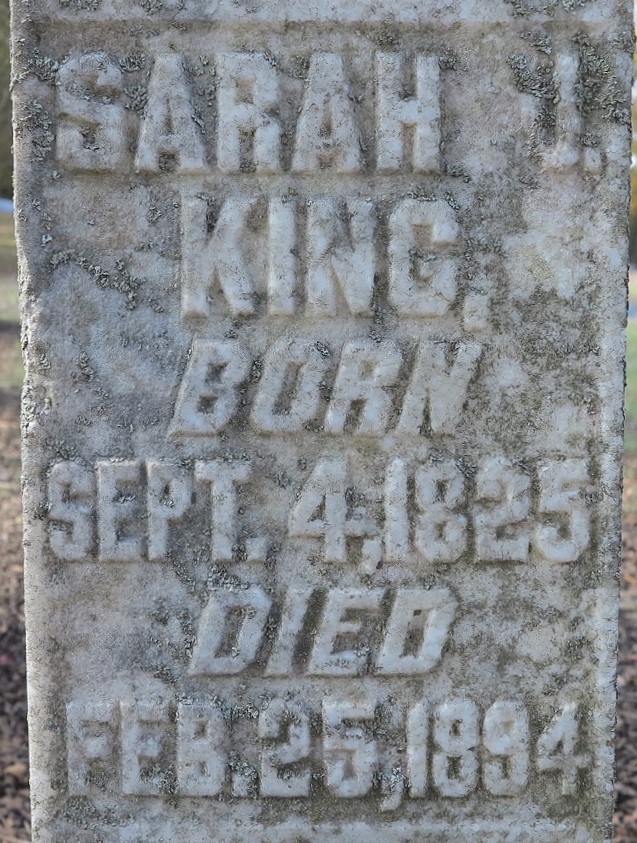 SARAH J.
KING,
BORN
SEPT. 4,1825
DIED
FEB. 25,1894